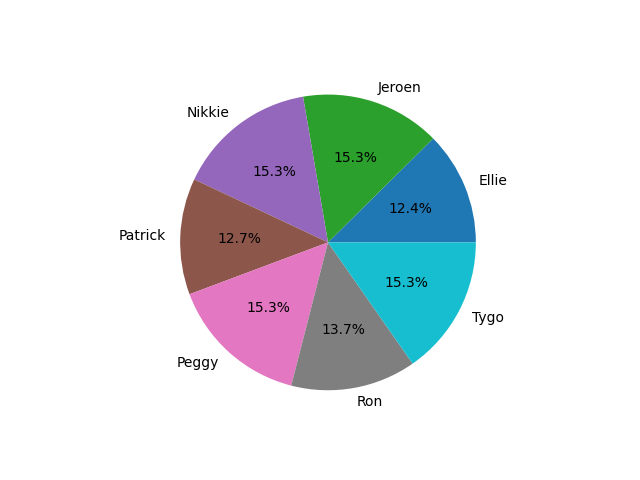 Jeroen
Nikkie
15.3%
15.3%
Ellie
12.4%
Patrick
12.7%
15.3%
15.3%
Tygo
13.7%
Peggy
Ron